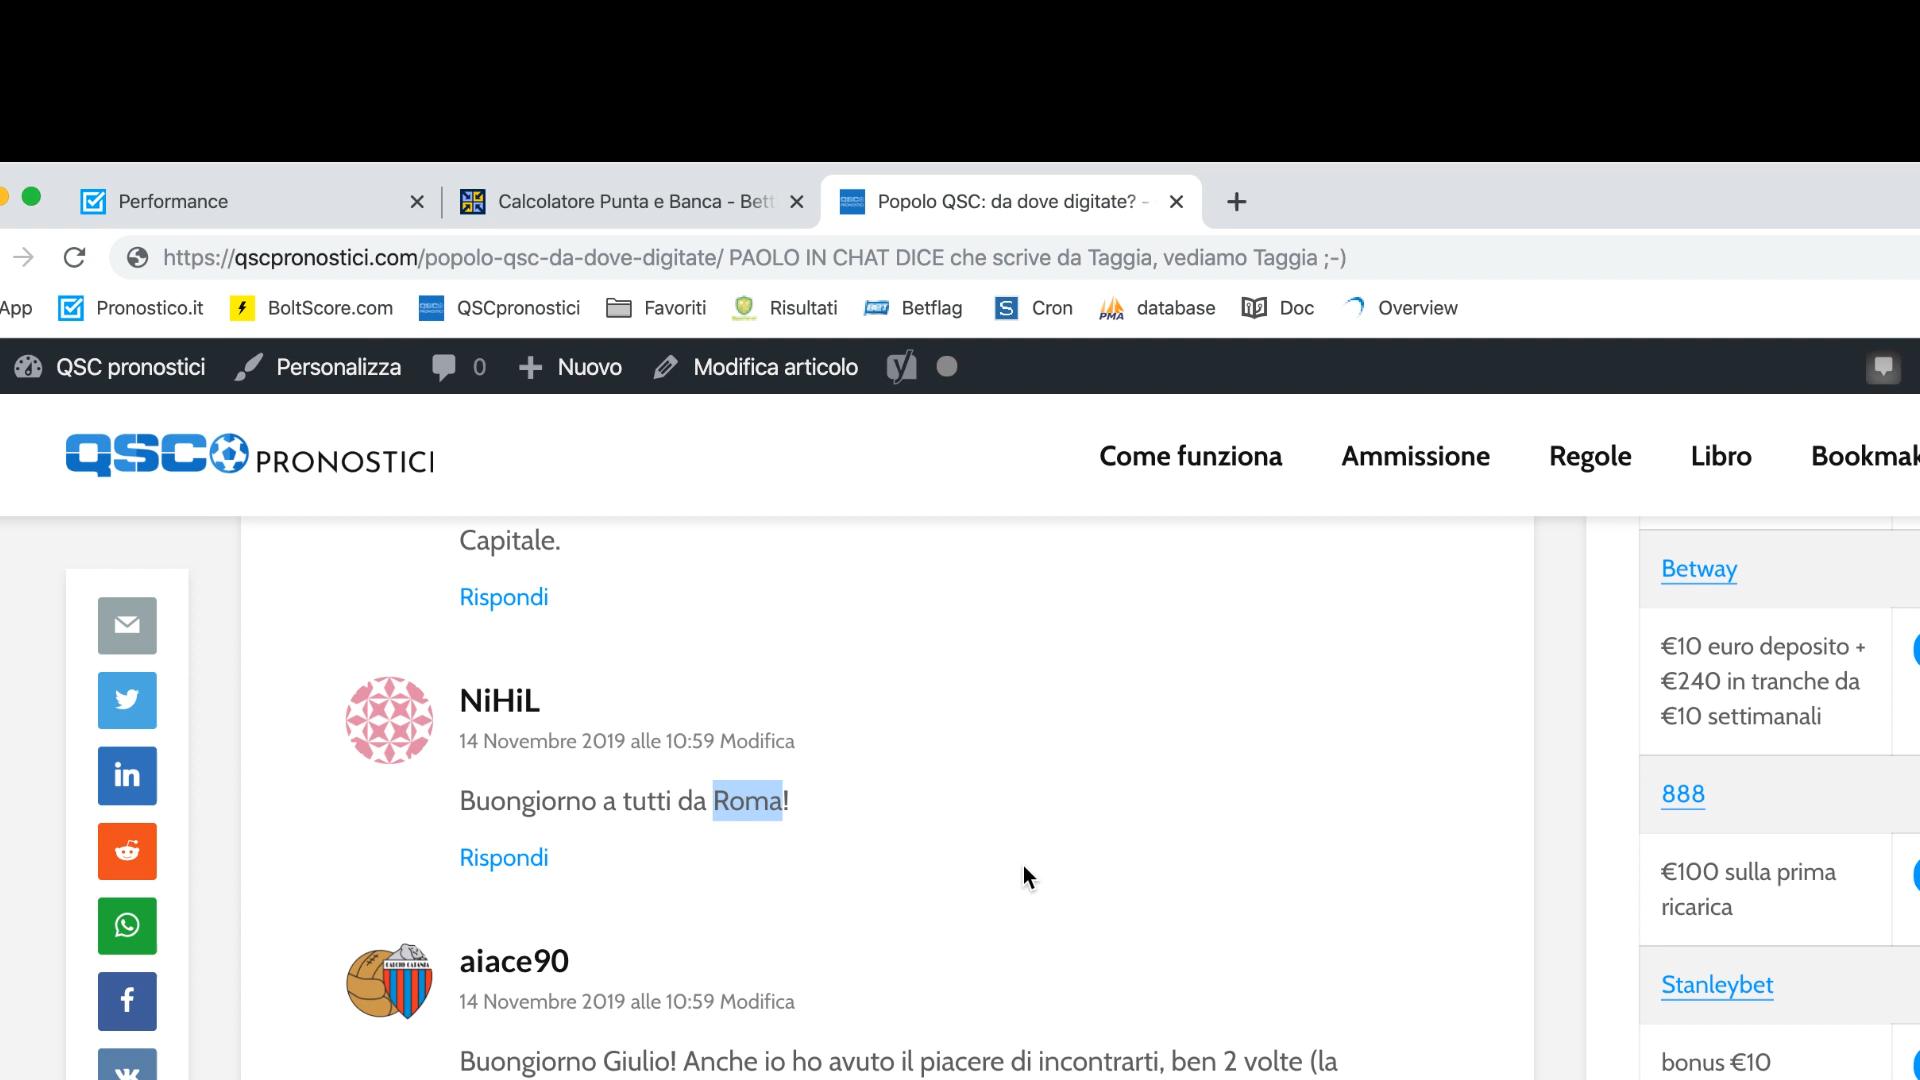 Performance
Calcolatore Punta e Banca - Bett
Popolo QSC: da dove digitate? -
https://qscpronostici.com/popolo-qsc-da-dove-digitate/ PAOLO IN CHAT DICE che scrive da Taggia, vediamo Taggia ;-)
App Pronostico.it BoltScore.com QSCpronostici Favoriti Risultati Betflag Cron database Doc Overview
QSC pronostici Personalizza 0 Nuovo Modifica articolo
QSC PRONOSTICI
Come funziona Ammissione Regole Libro Bookmak
Capitale.
Rispondi
NiHiL
14 Novembre 2019 alle 10:59 Modifica
Buongiorno a tutti da Roma!
Rispondi
aiace90
14 Novembre 2019 alle 10:59 Modifica
Buongiorno Giulio! Anche io ho avuto il piacere di incontrarti, ben 2 volte (la
Betway
€10 euro deposito +
€240 in tranche da
€10 settimanali
888
€100 sulla prima
ricarica
Stanleybet
bonus €10